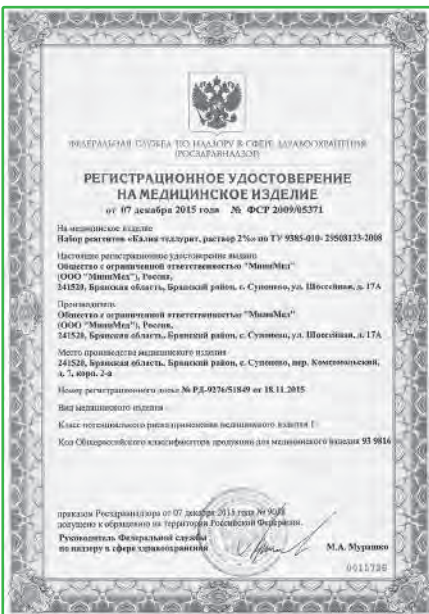 ФЕДЕРАЛЬНАЯ СЛУЖБА ПО НАДЗОРУ В СФЕРЕ ЗДРАВООХРАНЕНИЯ
(РОСЗДРАВНАДЗОР)
РЕГИСТРАЦИОННОЕ УДОСТОВЕРЕНИЕ
НА МЕДИЦИНСКОЕ ИЗДЕЛИЕ
от 07 декабря 2015 года № ФСР 2009/05371
На медицинское изделие
Набор реагентов «Калия теллурит, раствор 2%» по ТУ 9385-010- 29508133-2008
Настоящее регистрационное удостоверение выдано
Общество с ограниченной ответственностью "МиниМед"
(ООО "МиниМед"), Россия,
241520, Брянская область, Брянский район, с. Супонево, ул. Шоссейная, д. 17А
Производитель
Общество с ограниченной ответственностью "МиниМед"
(ООО "МиниМед"), Россия,
241520, Брянская область, Брянский район, с. Супонево, ул. Шоссейная, д. 17А
Место производства медицинского изделия
241520, Брянская область, Брянский район, с. Супонево, пер. Комсомольский,
д. 7, корп. 2-а
Номер регистрационного досье № РД-9276/51849 от 18.11.2015
Вид медицинского изделия
Класс потенциального риска применения медицинского изделия 1
Код Общероссийского классификатора продукции для медицинского изделия 93 9816
приказом Росздравнадзора от 07 декабря 2015 года №
допущено к обращению на территории Российской Федерации.
Руководитель Федеральной службы
по надзору в сфере здравоохранения
М.А. Мурашко